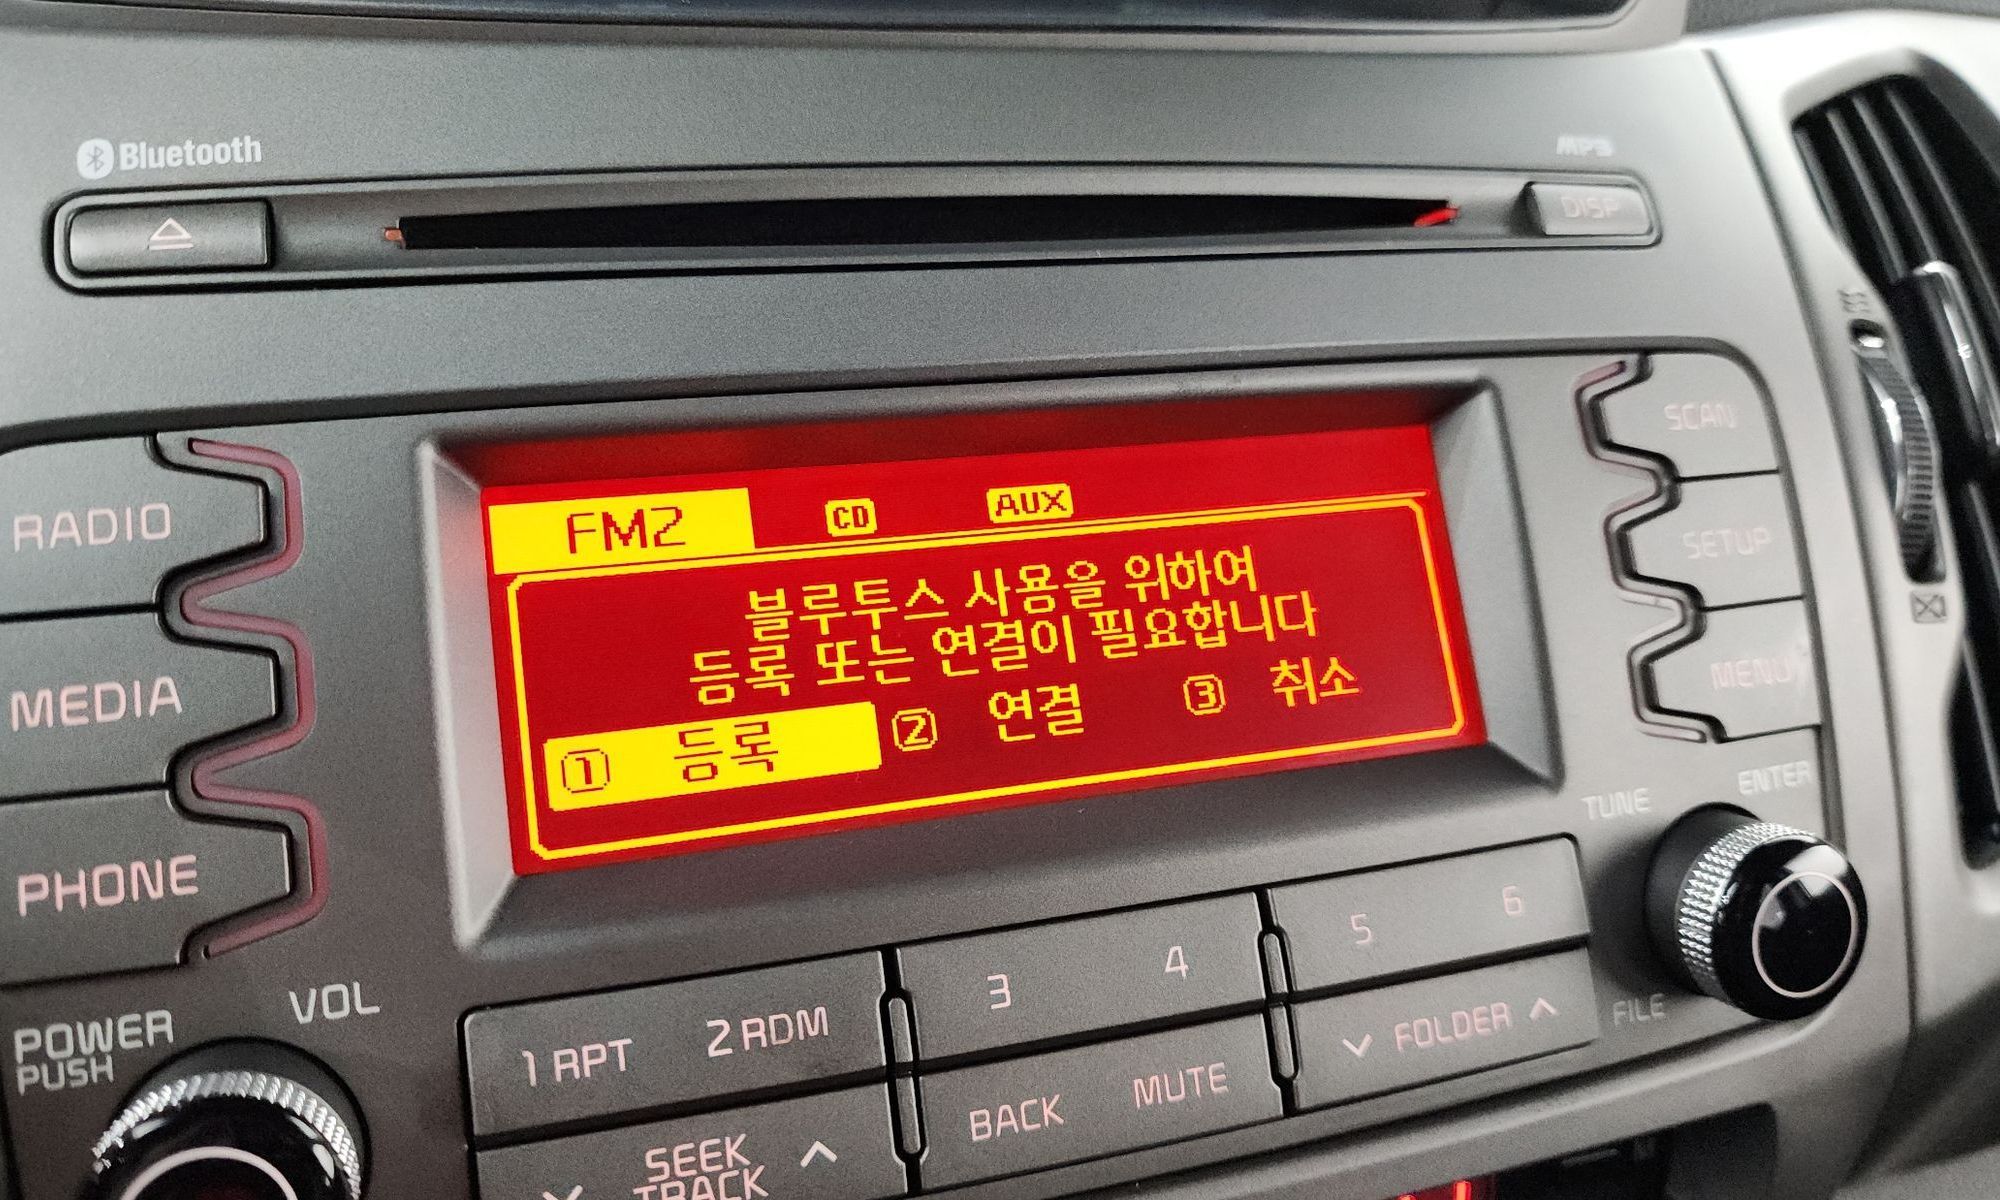 Bluetooth
MP3
DISP
RADIO
MEDIA
PHONE
FM2 CD AUX
블루투스 사용을 위하여
등록 또는 연결이 필요합니다
1 등록 2 연결 3 취소
SCAN
SETUP
MENU
TUNE
ENTER
FILE
VOL
POWER
PUSH
1 RPT 2 RDM 3 4 5 6
SEEK
TRACK
BACK MUTE
FOLDER